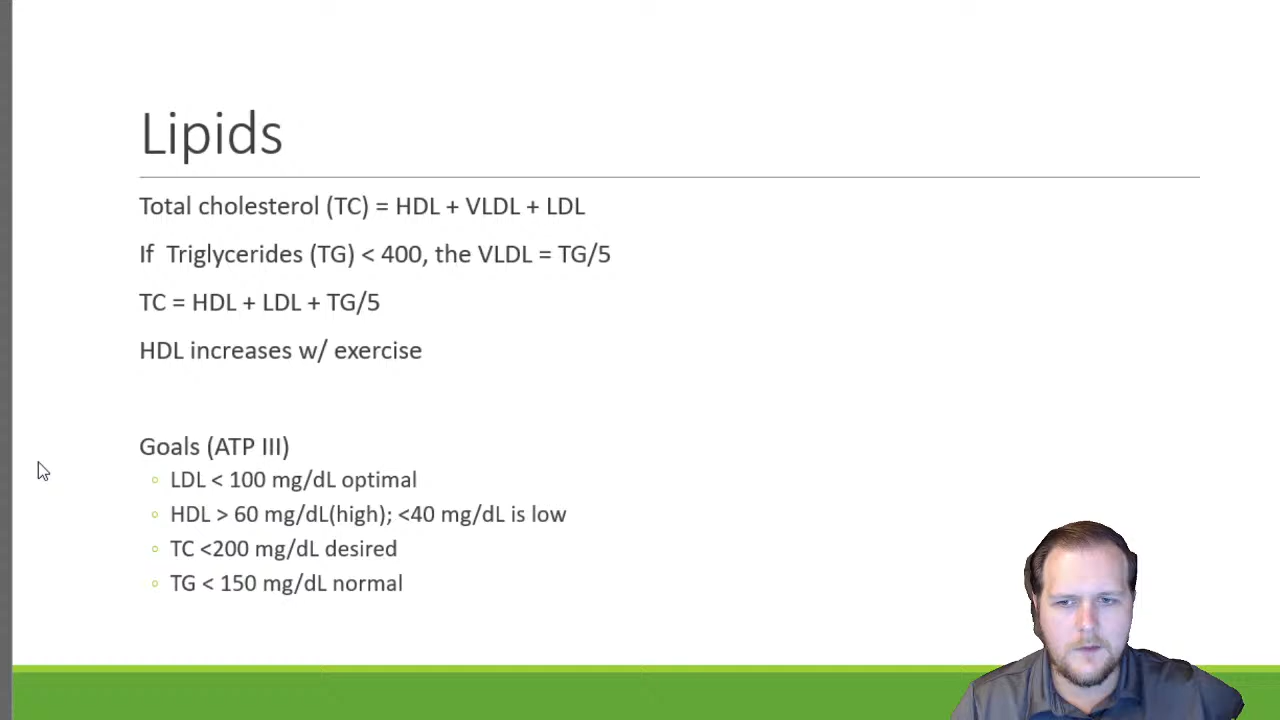 Lipids
Total cholesterol (TC) = HDL + VLDL + LDL
If  Triglycerides (TG) < 400, the VLDL = TG/5
TC = HDL + LDL + TG/5
HDL increases w/ exercise
Goals (ATP III)
◦ LDL < 100 mg/dL optimal
◦ HDL > 60 mg/dL(high); <40 mg/dL is low
◦ TC <200 mg/dL desired
◦ TG < 150 mg/dL normal